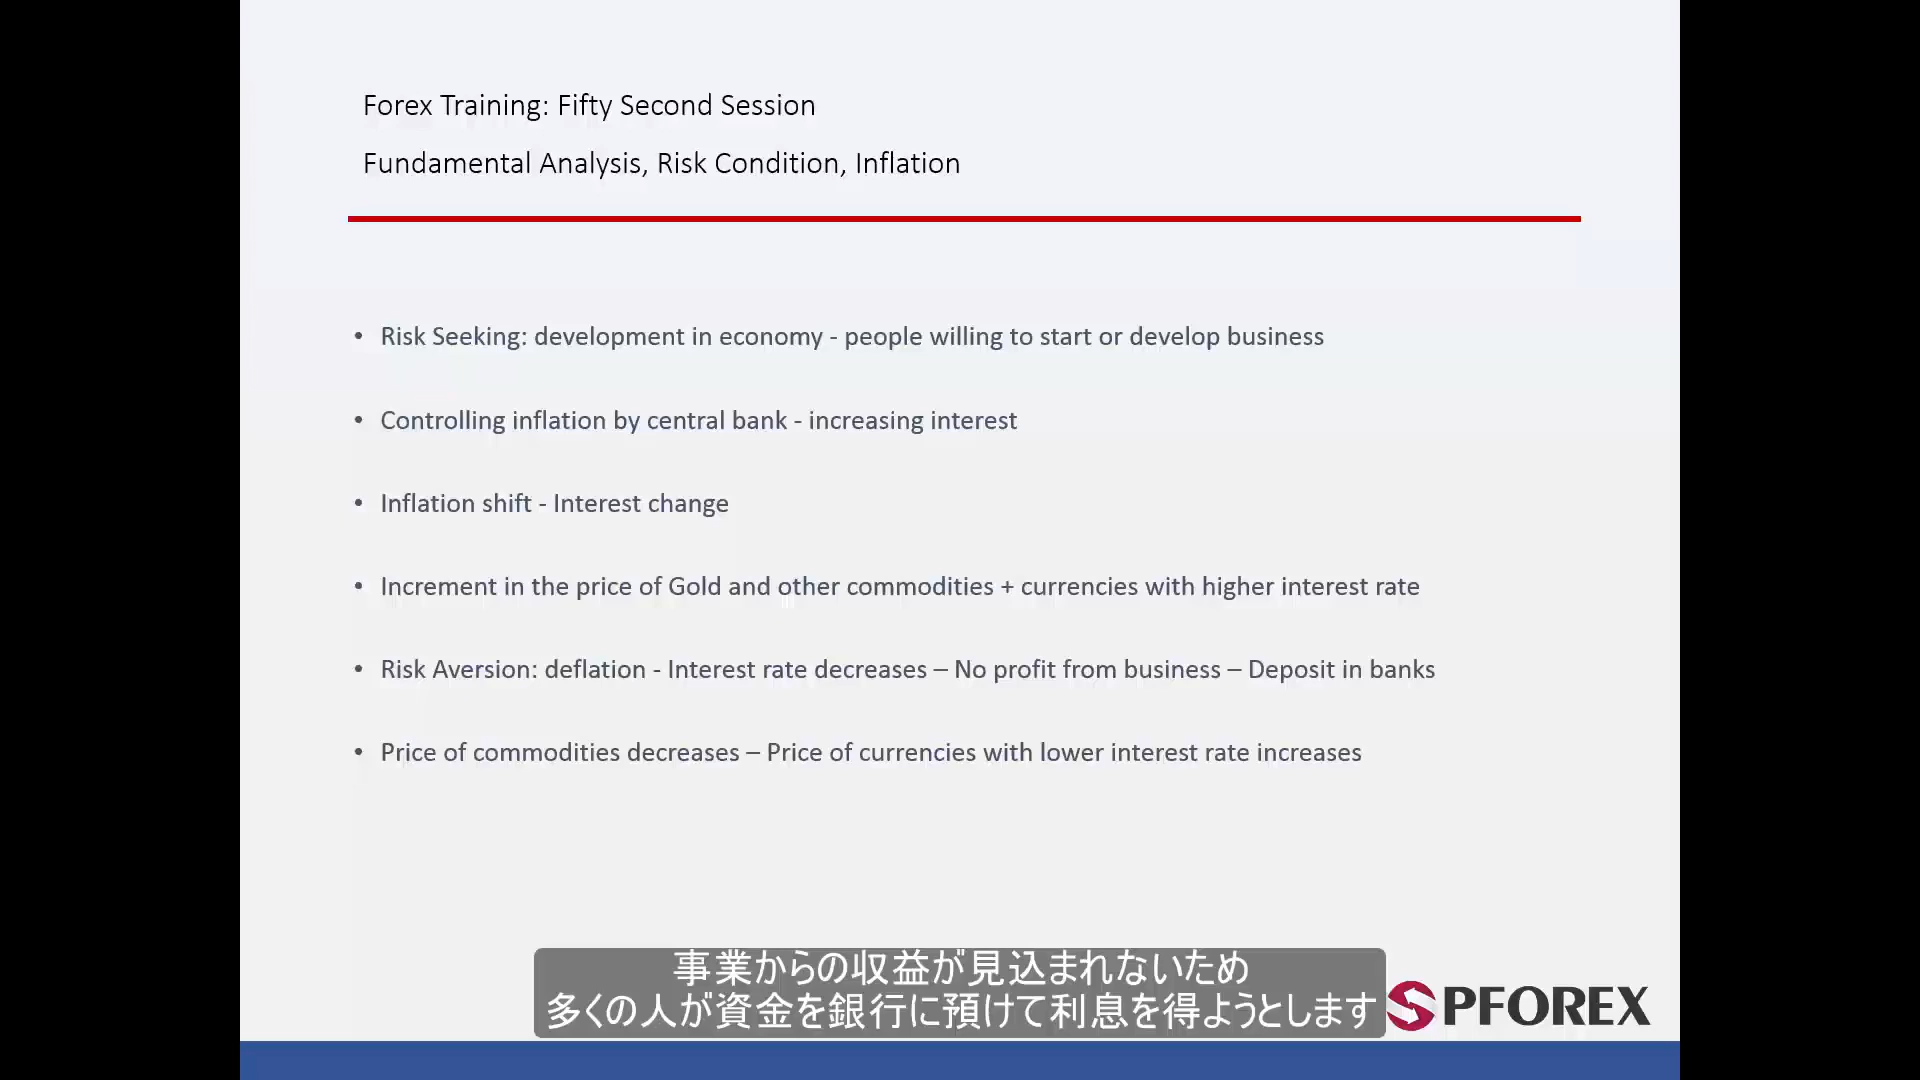 Forex Training: Fifty Second Session
Fundamental Analysis, Risk Condition, Inflation
• Risk Seeking: development in economy - people willing to start or develop business
• Controlling inflation by central bank - increasing interest
• Inflation shift - Interest change
• Increment in the price of Gold and other commodities + currencies with higher interest rate
• Risk Aversion: deflation - Interest rate decreases – No profit from business – Deposit in banks
• Price of commodities decreases – Price of currencies with lower interest rate increases
事業からの収益が見込まれないため
多くの人が資金を銀行に預けて利息を得ようとします
SPFOREX